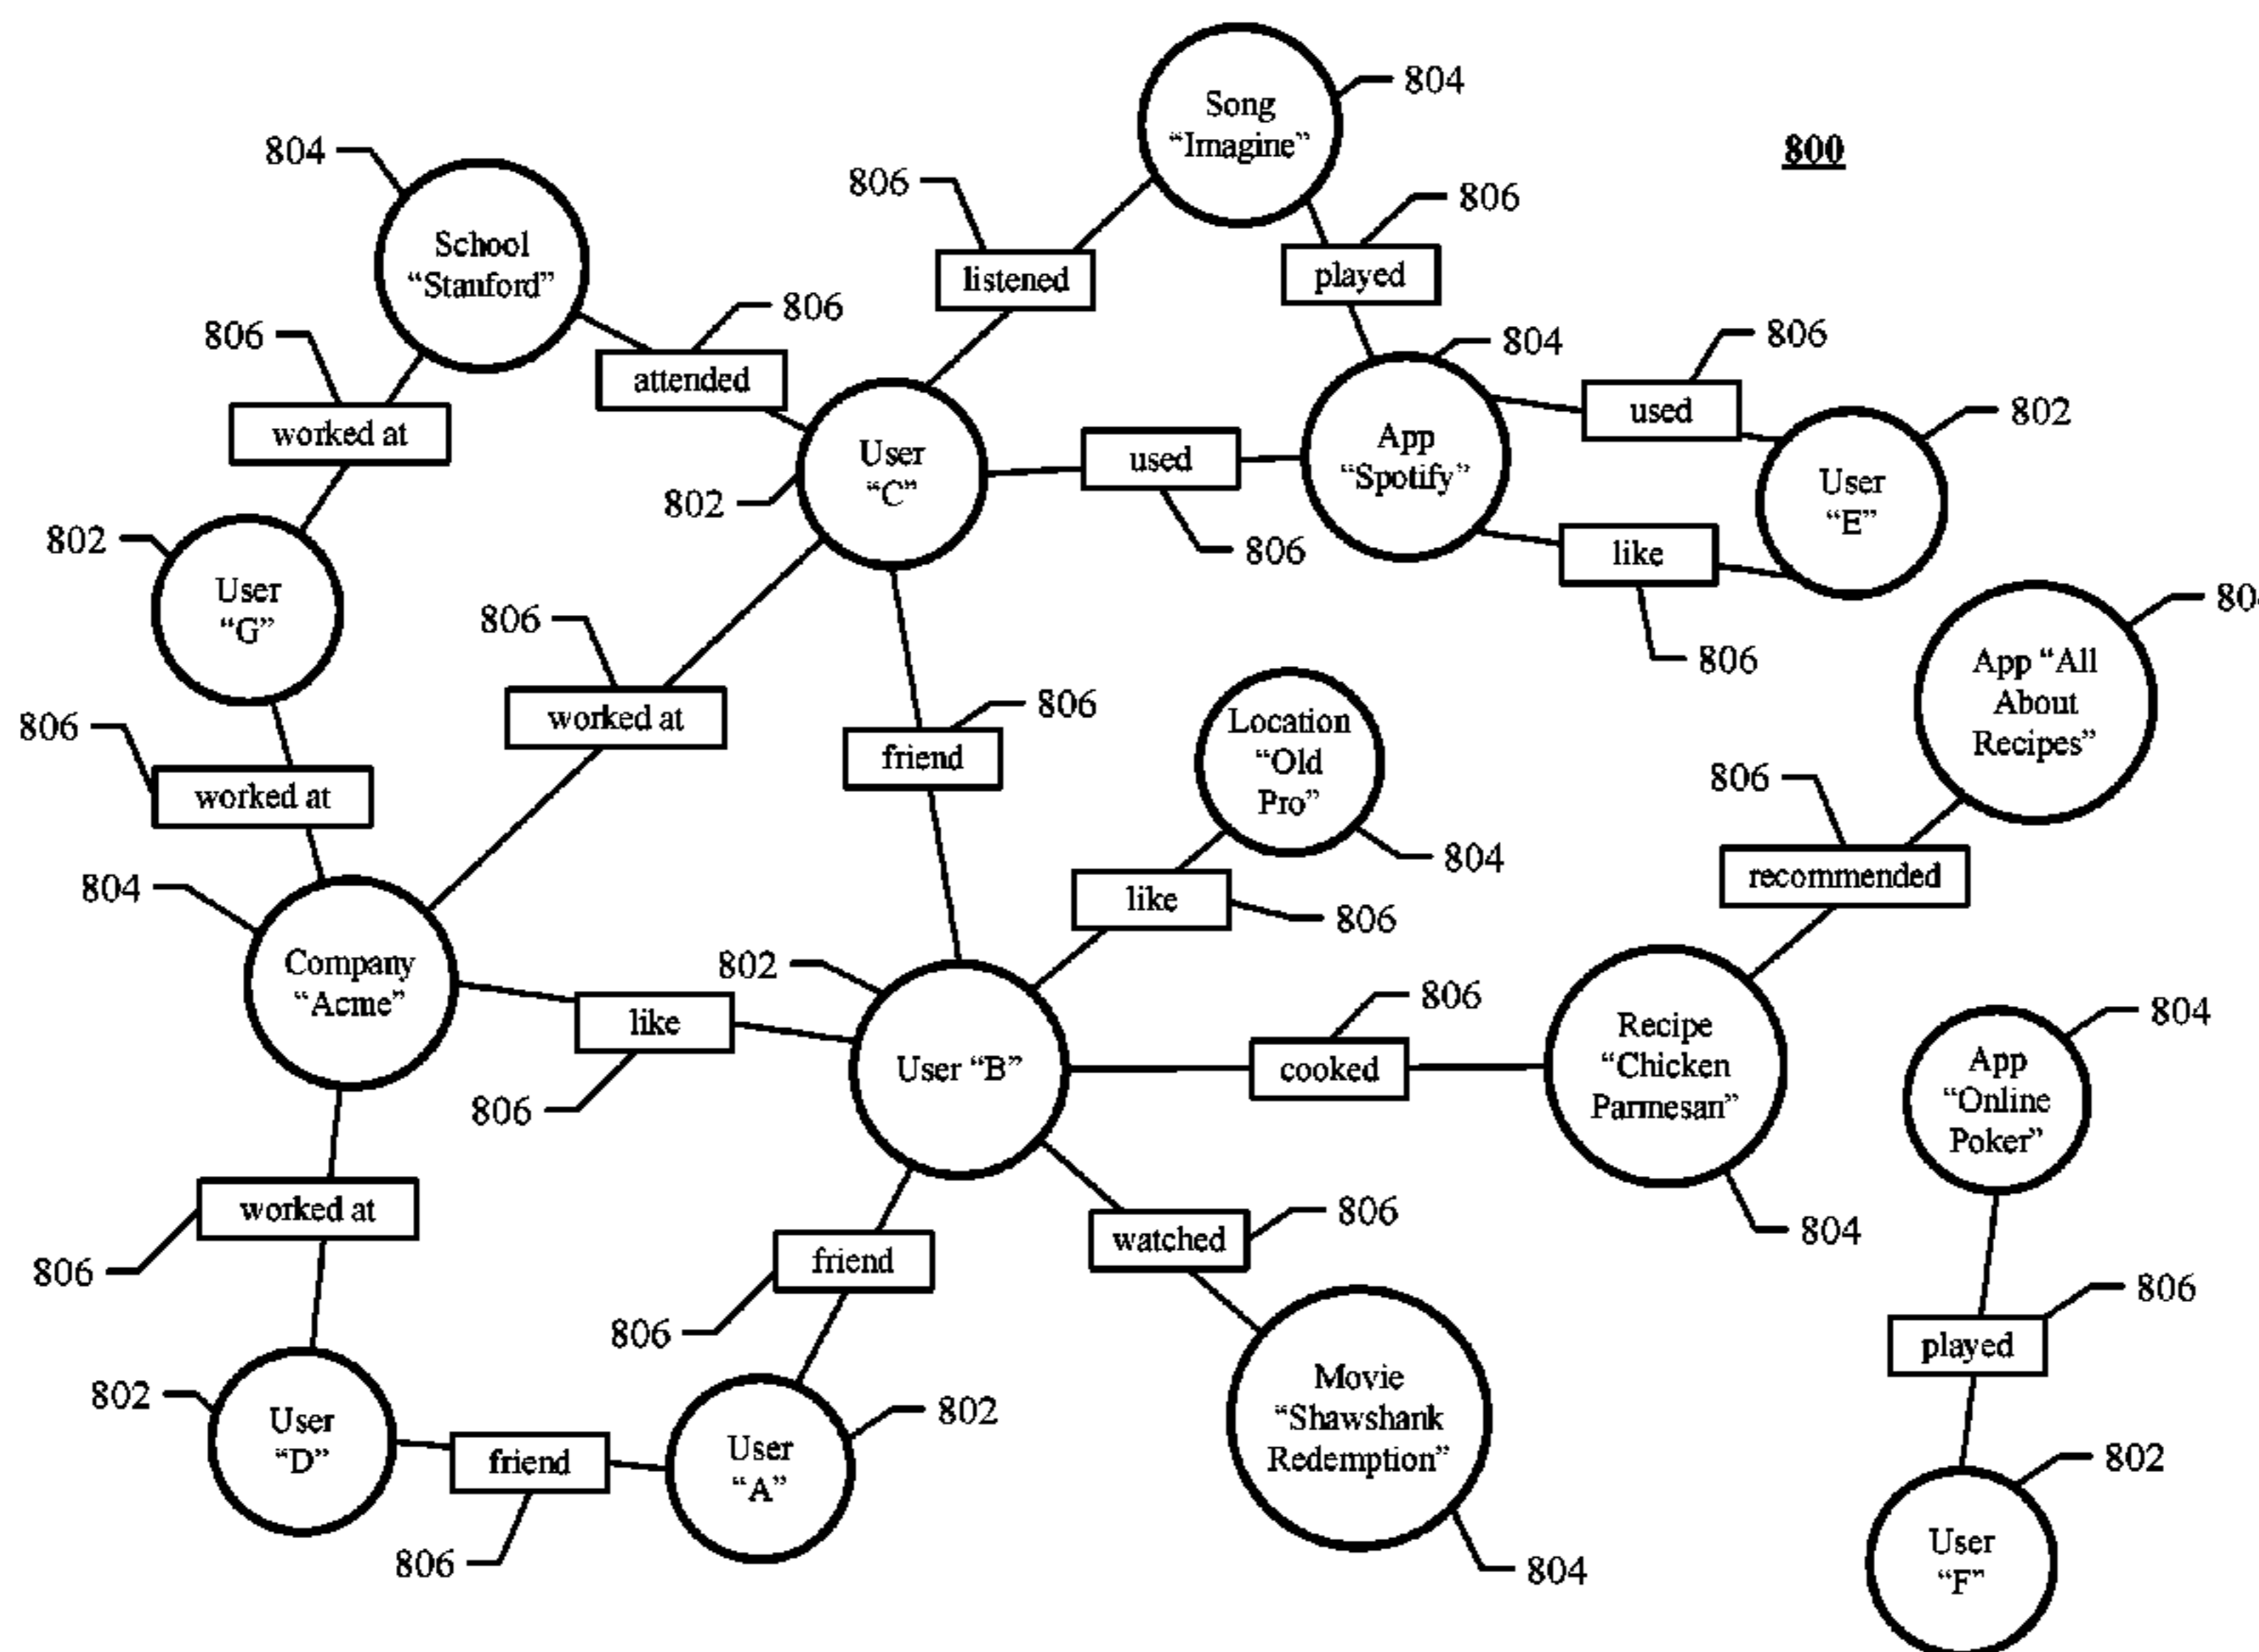 Song
“Imagine”
804
800
804
School
“Stanford”
806
listened
806
played
806
attended
806
worked at
804
806
used
802
User
“E”
User
“C”
802
used
806
App
“Spotify”
like
806
802
User
“G”
806
worked at
806
friend
Location
“Old
Pro”
804
App “All
About
Recipes”
806
recommended
806
worked at
804
Company
“Acme”
like
806
802
User “B”
like
806
806
cooked
Recipe
“Chicken
Parmesan”
804
804
App
“Online
Poker”
worked at
806
friend
806
watched
806
806
played
802
User
“D”
friend
806
User
“A”
802
Movie
“Shawshank
Redemption”
804
802
User
“F”